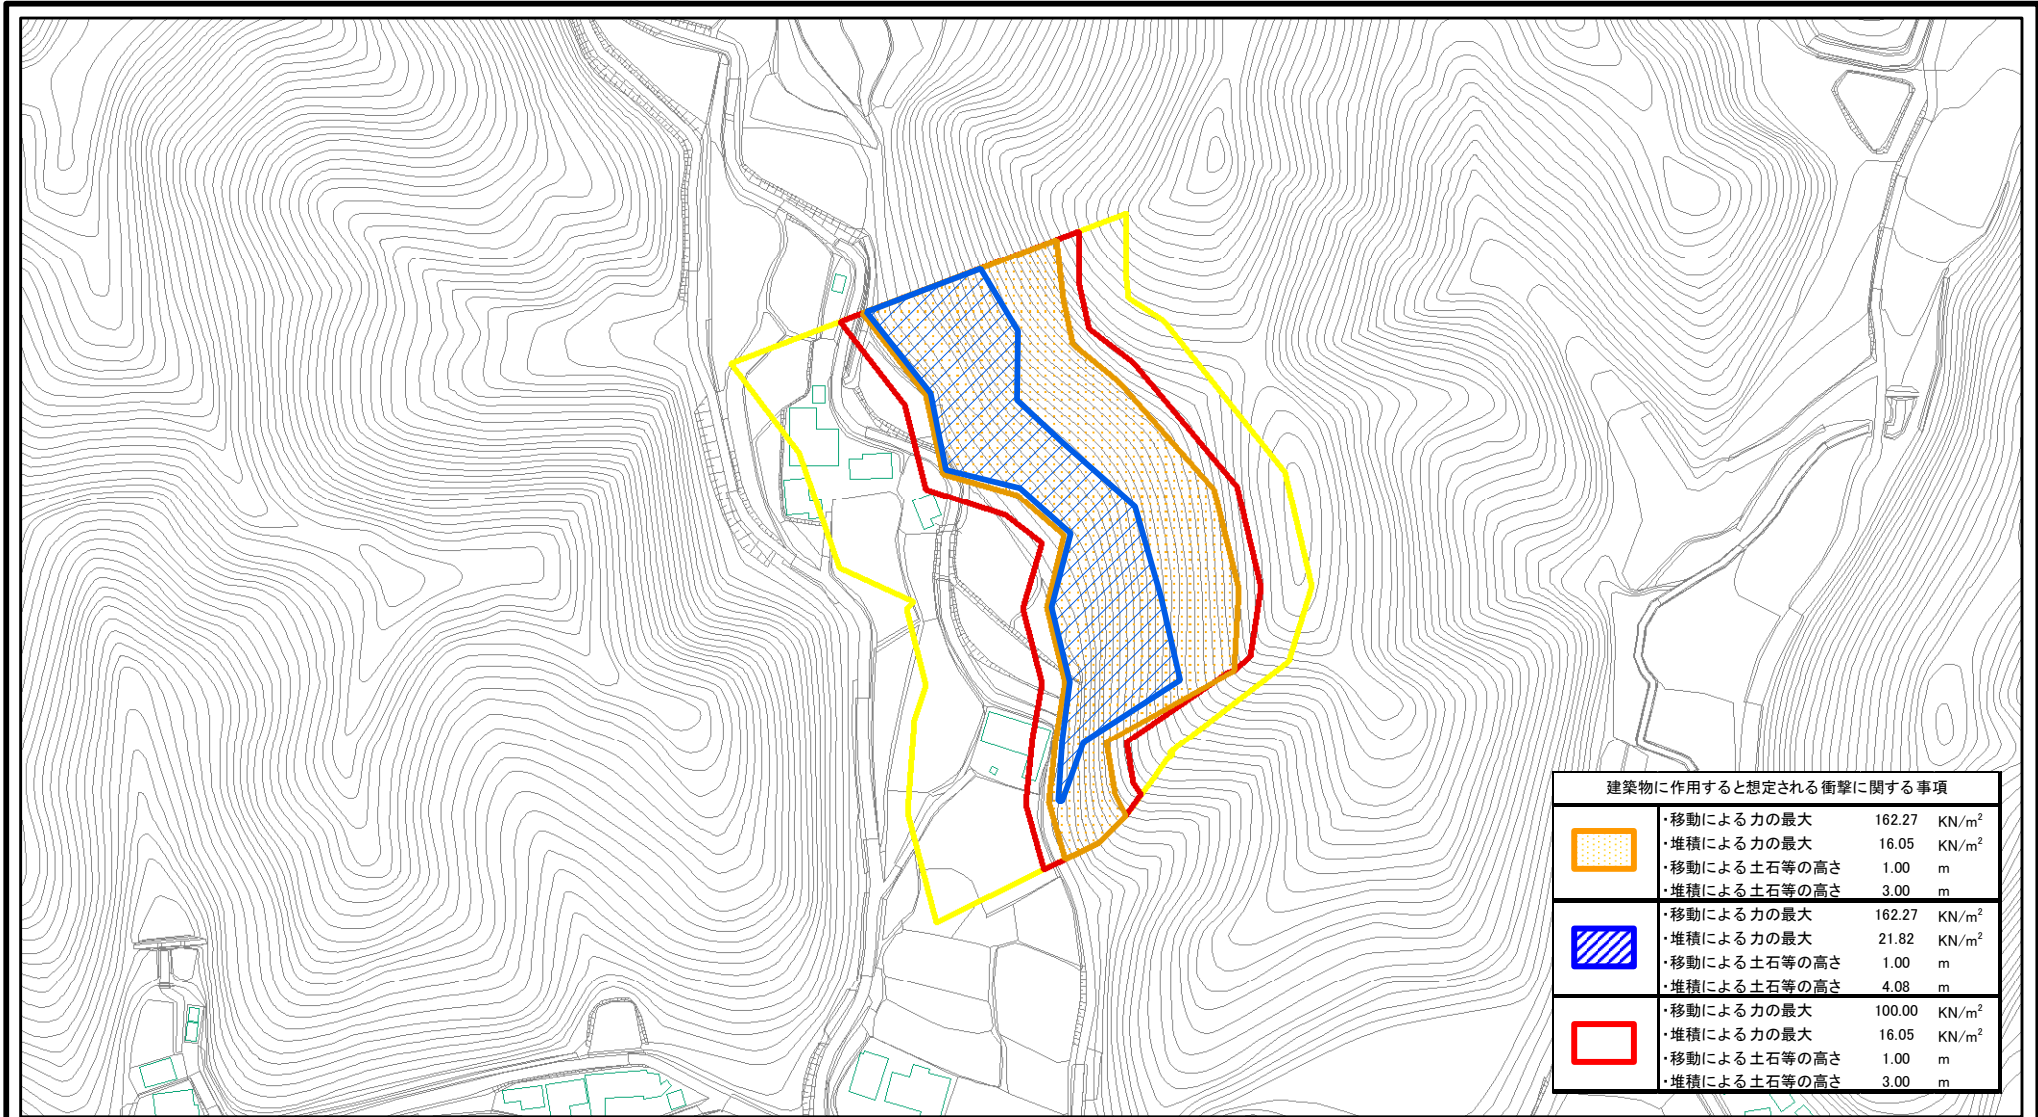 建築物に作用すると想定される衝撃に関する事項
・移動による力の最大 162.27 KN/m²
・堆積による力の最大 16.05 KN/m²
・移動による土石等の高さ 1.00 m
・堆積による土石等の高さ 3.00 m
・移動による力の最大 162.27 KN/m²
・堆積による力の最大 21.82 KN/m²
・移動による土石等の高さ 1.00 m
・堆積による土石等の高さ 4.08 m
・移動による力の最大 100.00 KN/m²
・堆積による力の最大 16.05 KN/m²
・移動による土石等の高さ 1.00 m
・堆積による土石等の高さ 3.00 m